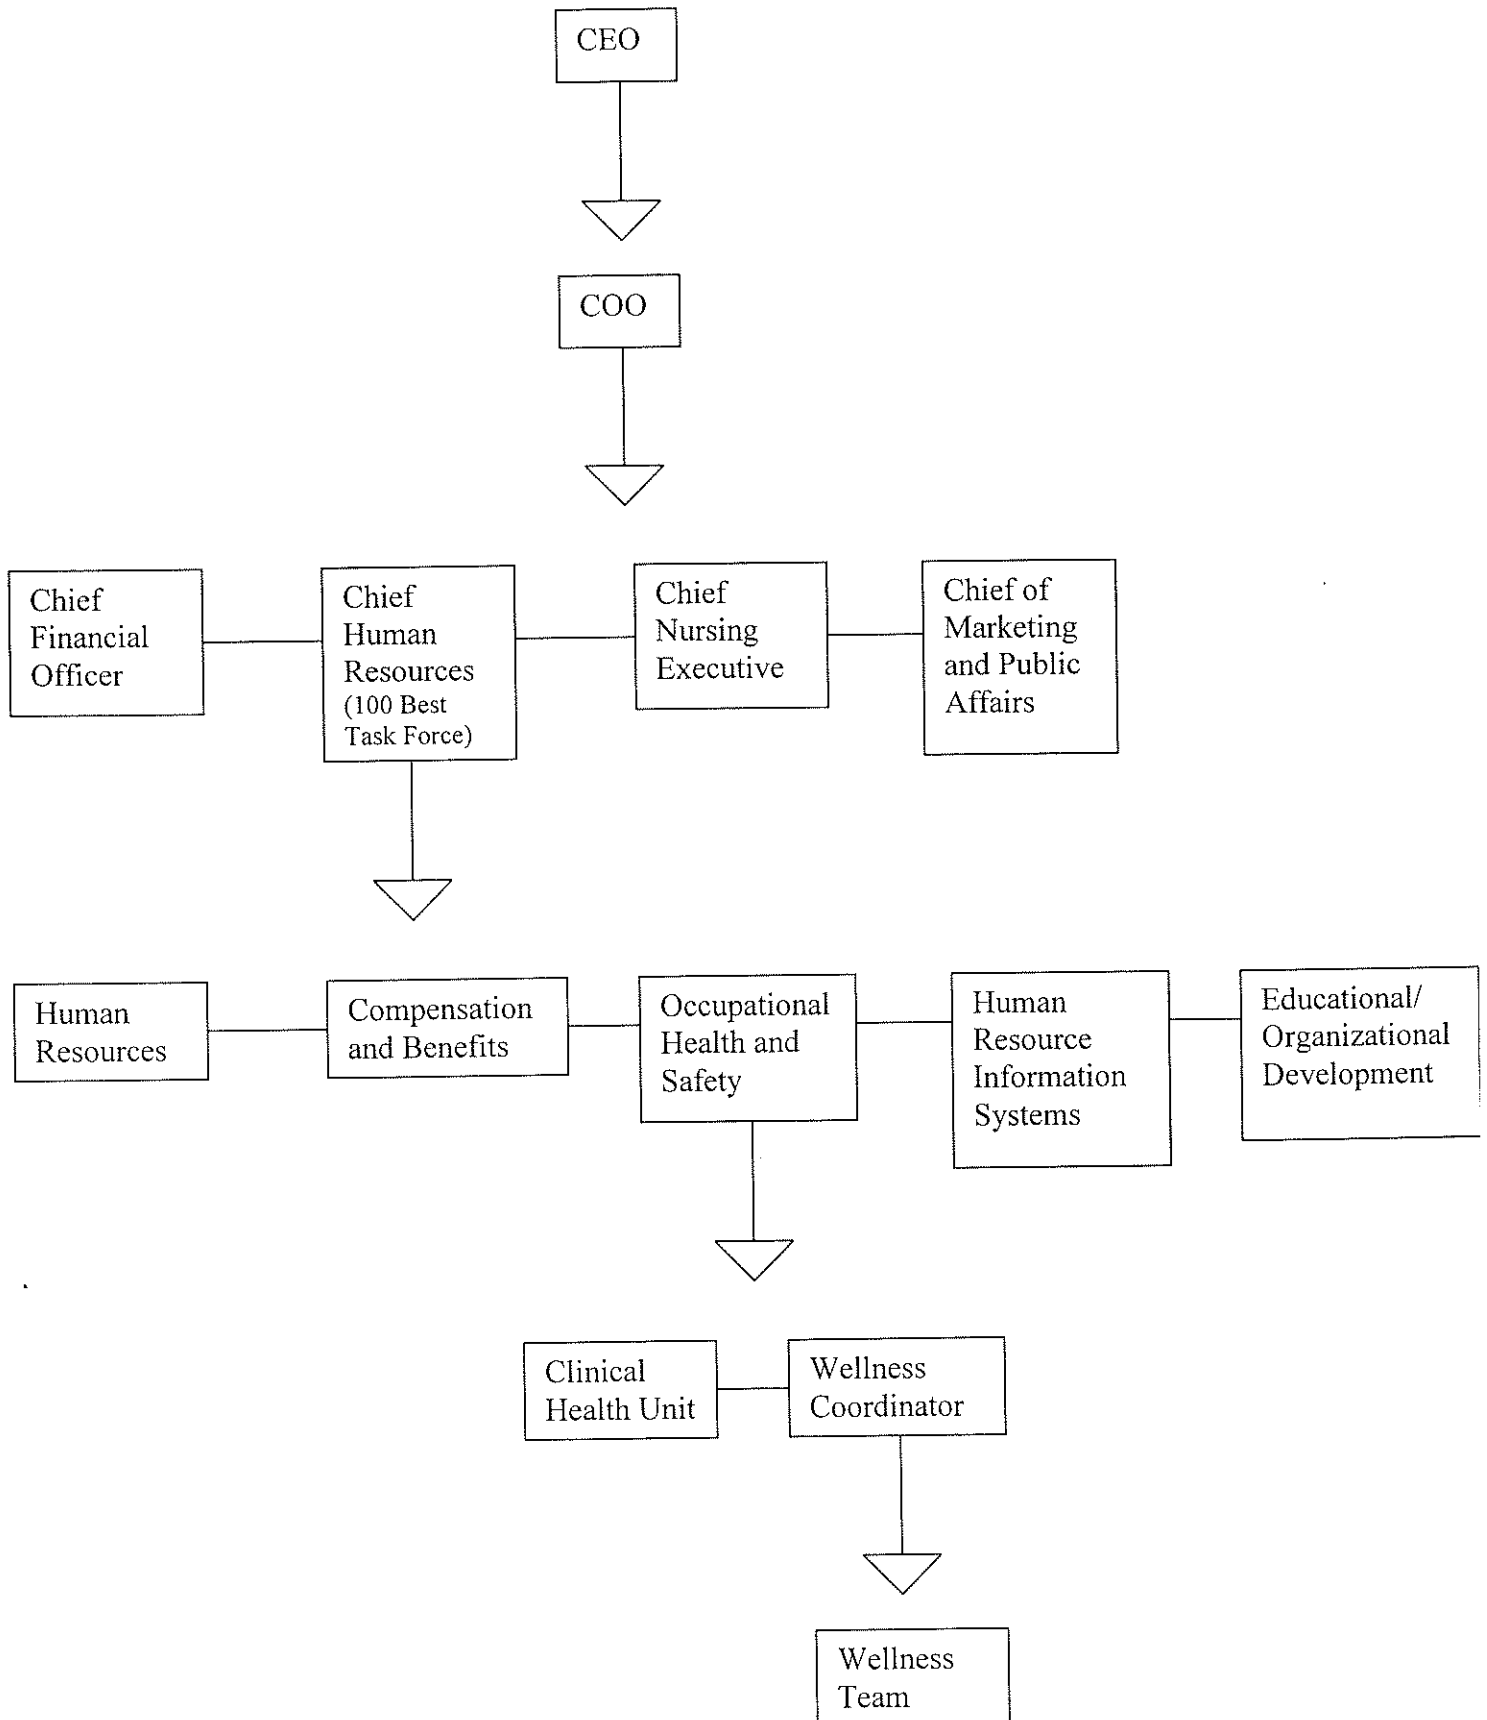 CEO
COO
Chief
Financial
Officer
Chief
Human
Resources
(100 Best
Task Force)
Chief
Nursing
Executive
Chief of
Marketing
and Public
Affairs
Human
Resources
Compensation
and Benefits
Occupational
Health and
Safety
Human
Resource
Information
Systems
Educational/
Organizational
Development
Clinical
Health Unit
Wellness
Coordinator
Wellness
Team